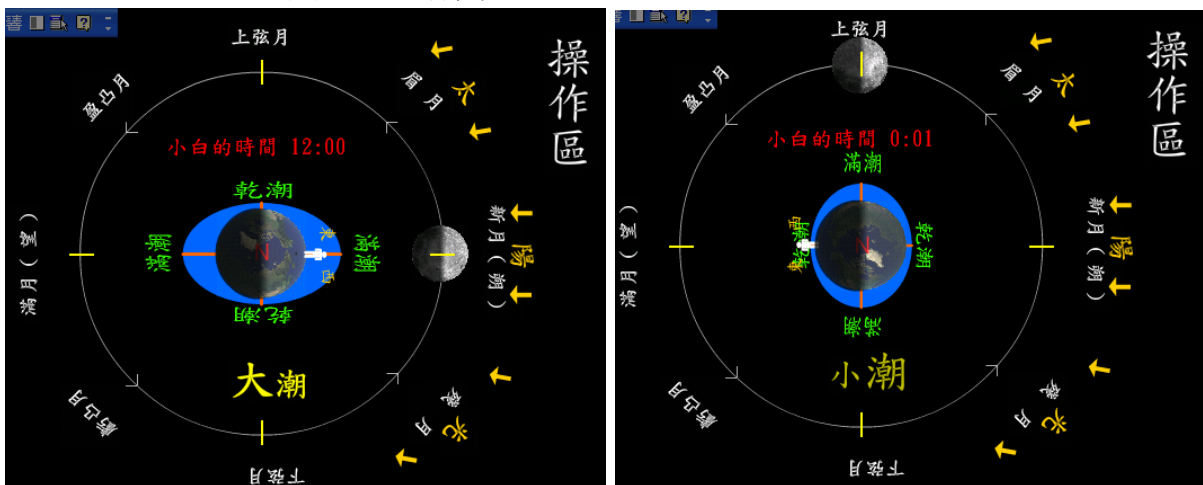 上弦月
眉月
太
盈凸月
操作區
小白的時間 12:00
乾潮
滿潮
東
N
西
滿潮
乾潮
新月(朔)
陽
滿月(望)
大潮
虧凸月
下弦月
殘月
光
上弦月
眉月
太
盈凸月
操作區
小白的時間 0:01
滿潮
西
乾潮
東
N
乾潮
滿潮
新月(朔)
陽
滿月(望)
小潮
虧凸月
下弦月
殘月
光